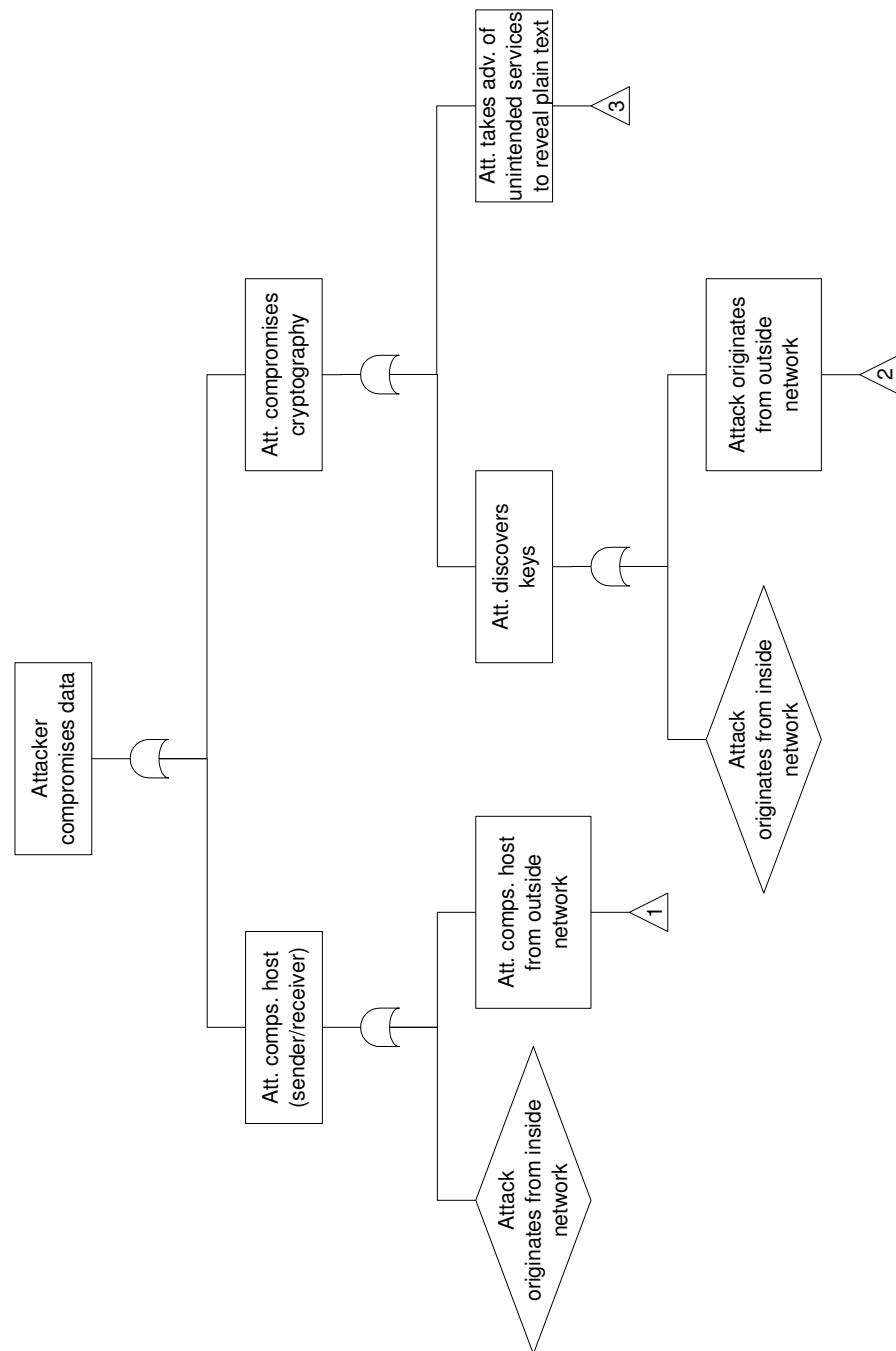 Attacker
compromises data
Att. comps. host
(sender/receiver)
Att. compromises
cryptography
Attack
originates from inside
network
Att. comps. host
from outside
network
1
Att. discovers
keys
Att. takes adv. of
unintended services
to reveal plain text
3
Attack
originates from inside
network
Attack originates
from outside
network
2